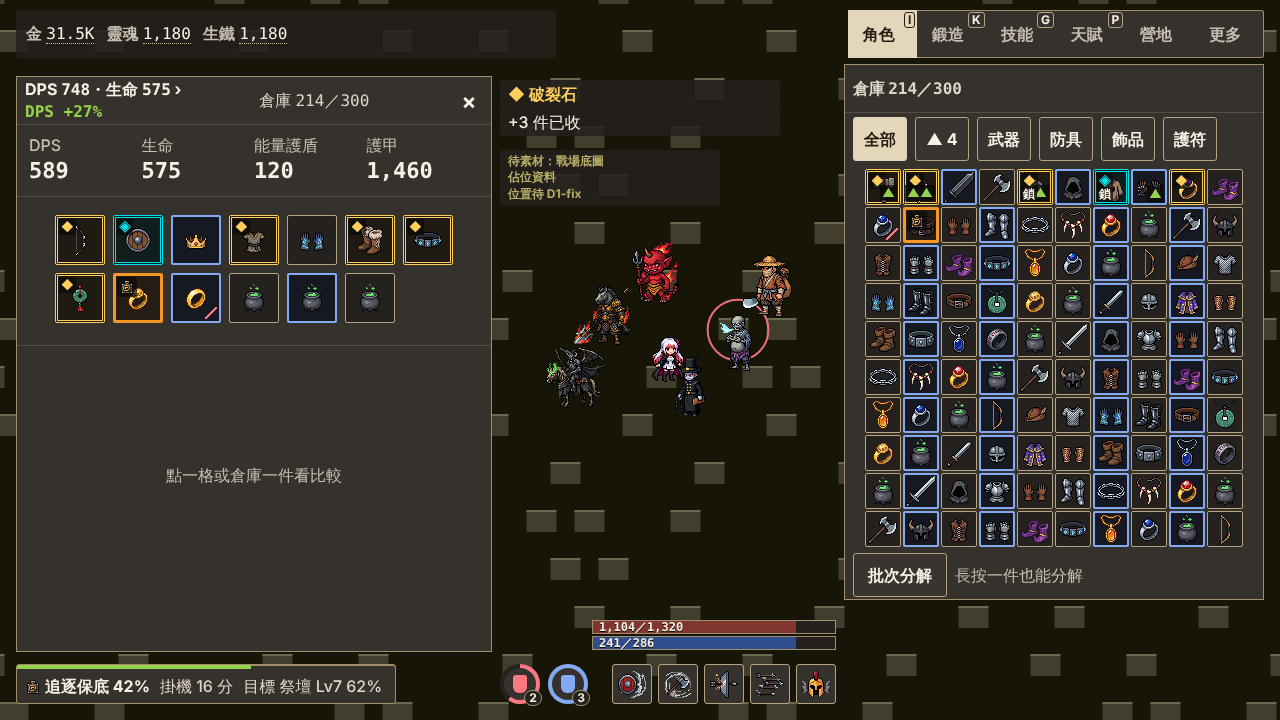 金 31.5K 靈魂 1,180 生鐵 1,180
角色 I
鍛造 K
技能 G
天賦 P
營地
更多
DPS 748・生命 575 ›
DPS +27%
倉庫 214／300
×
DPS
589
生命
575
能量護盾
120
護甲
1,460
點一格或倉庫一件看比較
破裂石
+3 件已收
待素材：戰場底圖
佔位資料
位置待 D1-fix
倉庫 214／300
全部
▲ 4
武器
防具
飾品
護符
鎖
鎖
批次分解
長按一件也能分解
1,104／1,320
241／286
追逐保底 42% 掛機 16 分 目標 祭壇 Lv7 62%
2
3